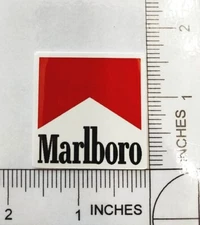 Marlboro
2
1
INCHES
2 1 INCHES